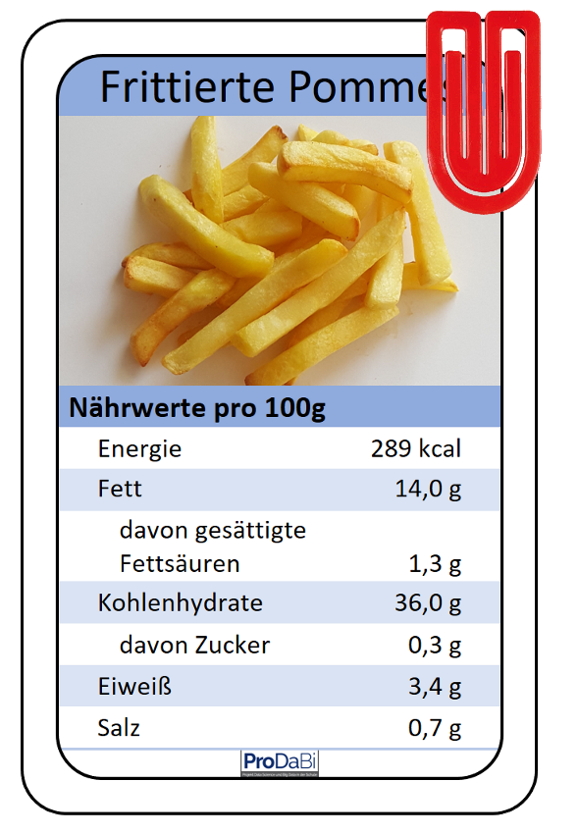 Frittierte Pommes
Nährwerte pro 100g
Energie 289 kcal
Fett 14,0 g
davon gesättigte
Fettsäuren 1,3 g
Kohlenhydrate 36,0 g
davon Zucker 0,3 g
Eiweiß 3,4 g
Salz 0,7 g
ProDaBi